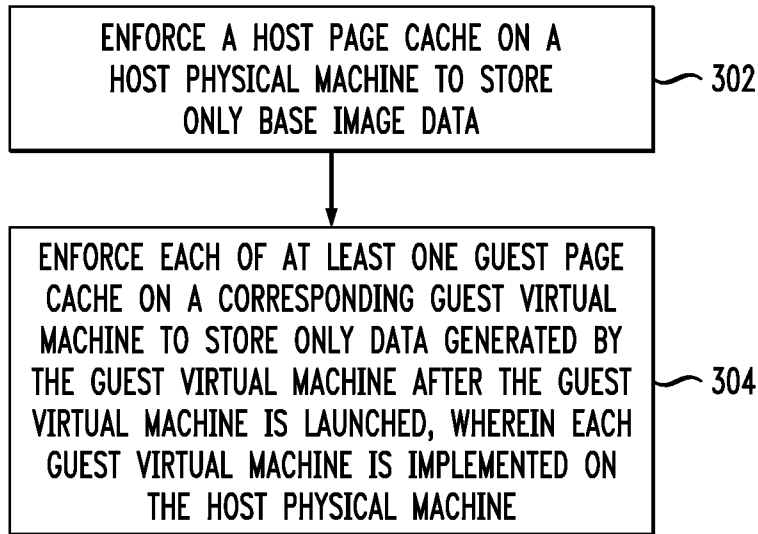 ENFORCE A HOST PAGE CACHE ON A
HOST PHYSICAL MACHINE TO STORE
ONLY BASE IMAGE DATA
302
ENFORCE EACH OF AT LEAST ONE GUEST PAGE
CACHE ON A CORRESPONDING GUEST VIRTUAL
MACHINE TO STORE ONLY DATA GENERATED BY
THE GUEST VIRTUAL MACHINE AFTER THE GUEST
VIRTUAL MACHINE IS LAUNCHED, WHEREIN EACH
GUEST VIRTUAL MACHINE IS IMPLEMENTED ON
THE HOST PHYSICAL MACHINE
304